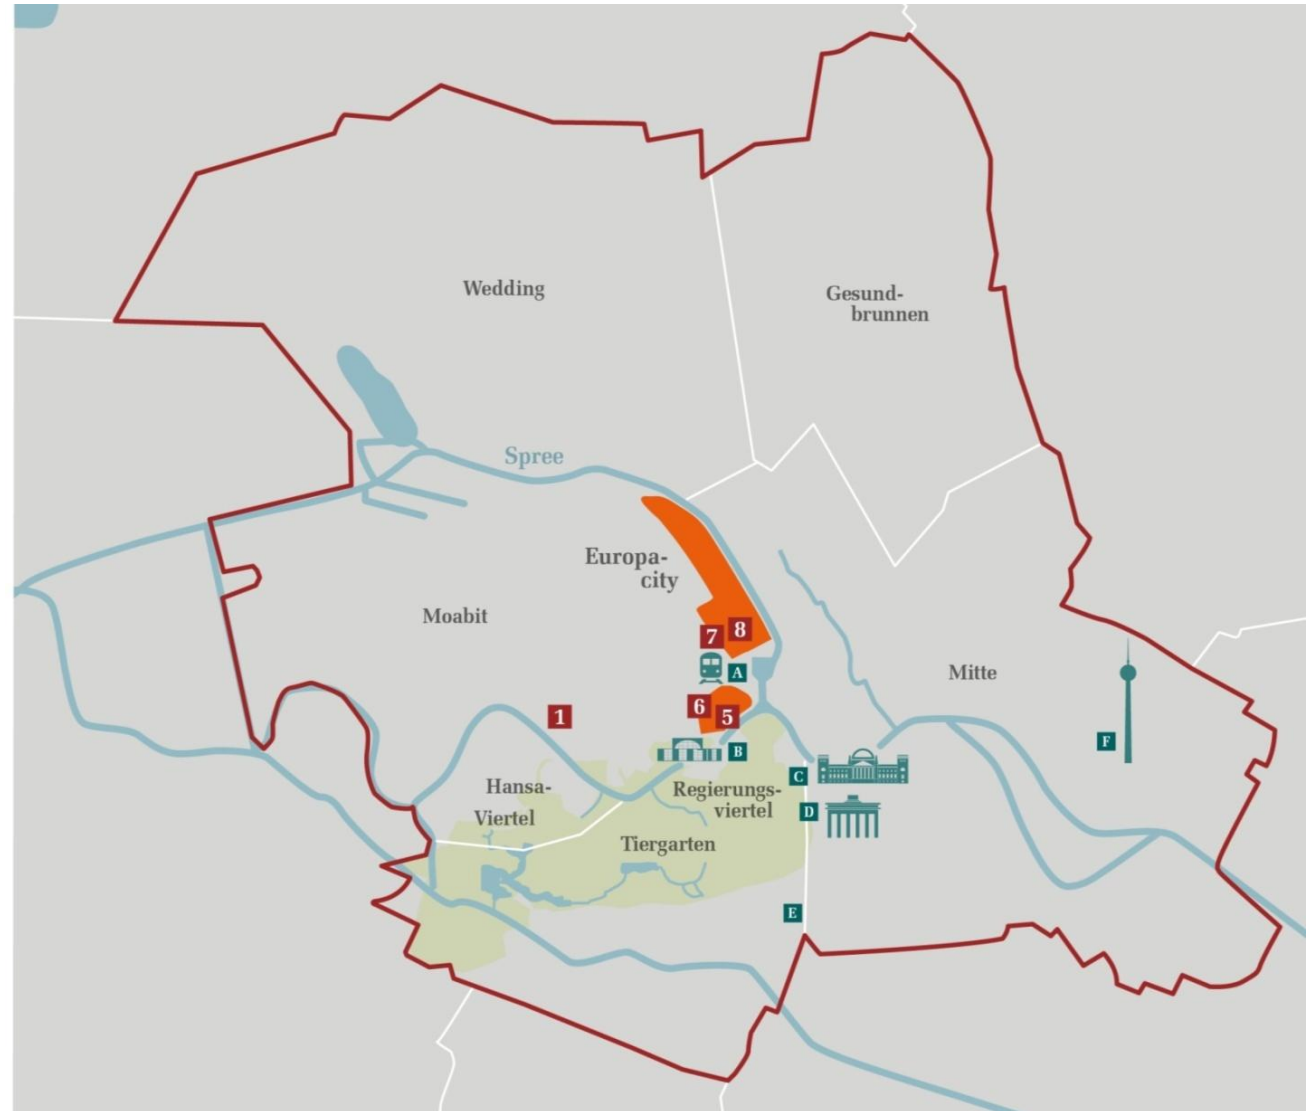 Wedding
Gesund-
brunnen
Spree
Europa-
city
Moabit
7
8
A
Mitte
6
5
1
F
B
C
Hansa-
Viertel
Regierungs-
viertel
D
Tiergarten
E